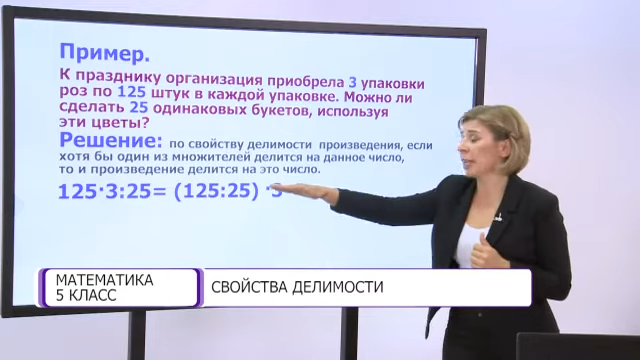 Пример.
К празднику организация приобрела 3 упаковки
роз по 125 штук в каждой упаковке. Можно ли
сделать 25 одинаковых букетов, используя
эти цветы?
Решение: по свойству делимости произведения, если
хотя бы один из множителей делится на данное число,
то и произведение делится на это число.
125·3:25= (125:25) ·3
МАТЕМАТИКА
5 КЛАСС
СВОЙСТВА ДЕЛИМОСТИ